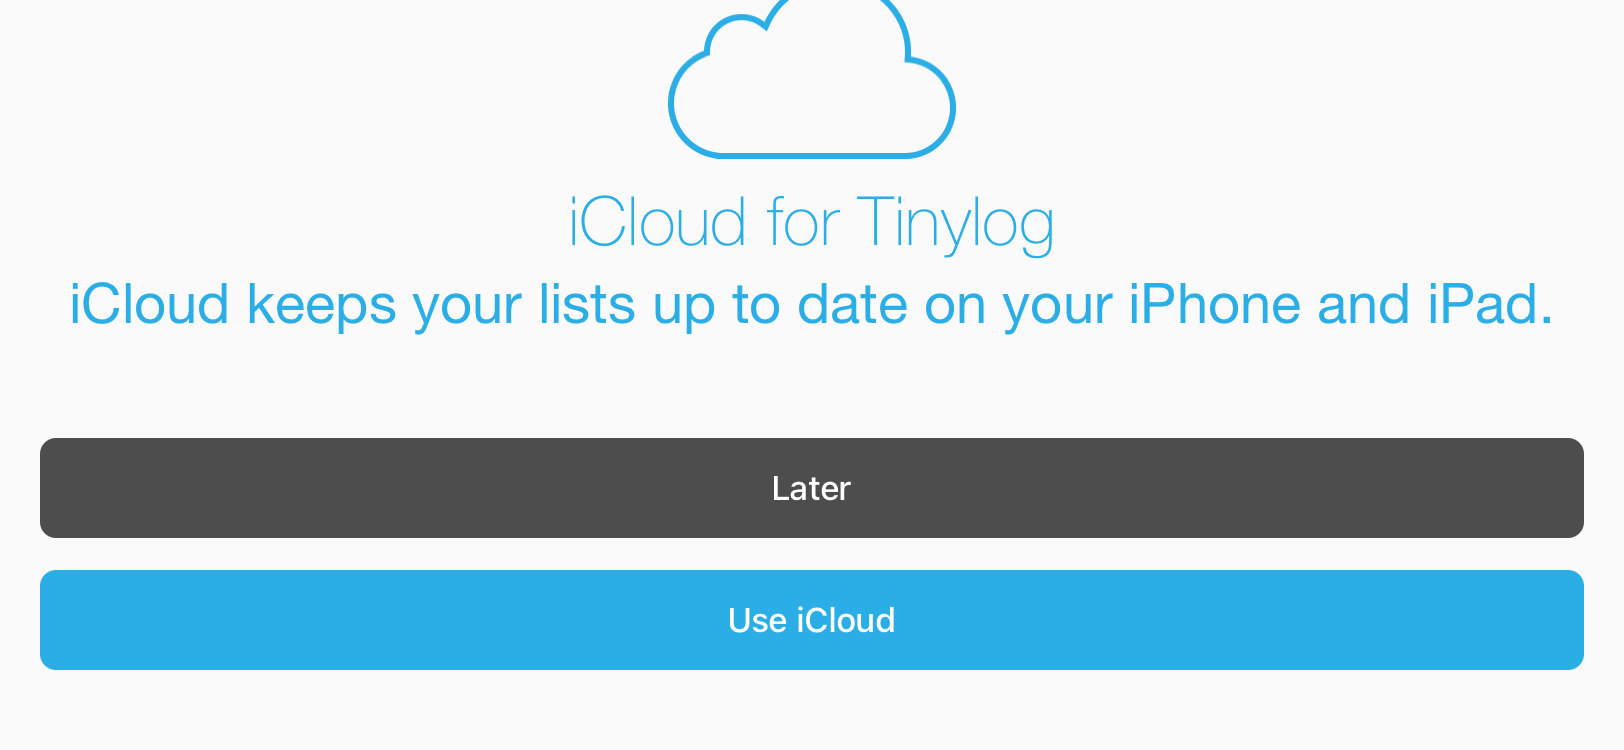 iCloud for Tinylog
iCloud keeps your lists up to date on your iPhone and iPad.
Later
Use iCloud